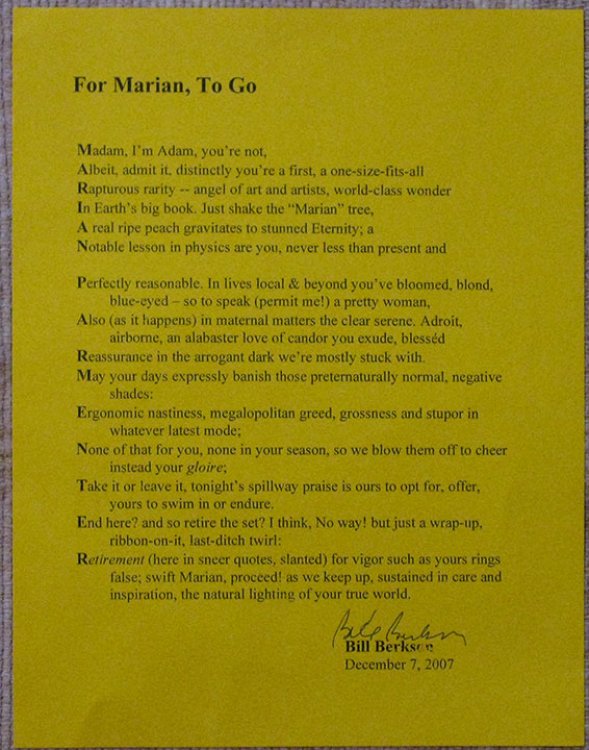 For Marian, To Go
Madam, I'm Adam, you're not,
Albeit, admit it, distinctly you're a first, a one-size-fits-all
Rapturous rarity -- angel of art and artists, world-class wonder
In Earth's big book. Just shake the "Marian" tree,
A real ripe peach gravitates to stunned Eternity; a
Notable lesson in physics are you, never less than present and
Perfectly reasonable. In lives local & beyond you've bloomed, blond,
blue-eyed – so to speak (permit me!) a pretty woman,
Also (as it happens) in maternal matters the clear serene. Adroit,
airborne, an alabaster love of candor you exude, blesséd
Reassurance in the arrogant dark we're mostly stuck with.
May your days expressly banish those preternaturally normal, negative
shades:
Ergonomic nastiness, megalopolitan greed, grossness and stupor in
whatever latest mode;
None of that for you, none in your season, so we blow them off to cheer
instead your gloire;
Take it or leave it, tonight's spillway praise is ours to opt for, offer,
yours to swim in or endure.
End here? and so retire the set? I think, No way! but just a wrap-up,
ribbon-on-it, last-ditch twirl:
Retirement (here in sneer quotes, slanted) for vigor such as yours rings
false; swift Marian, proceed! as we keep up, sustained in care and
inspiration, the natural lighting of your true world.
Bill Berkson
Bill Berkson
December 7, 2007